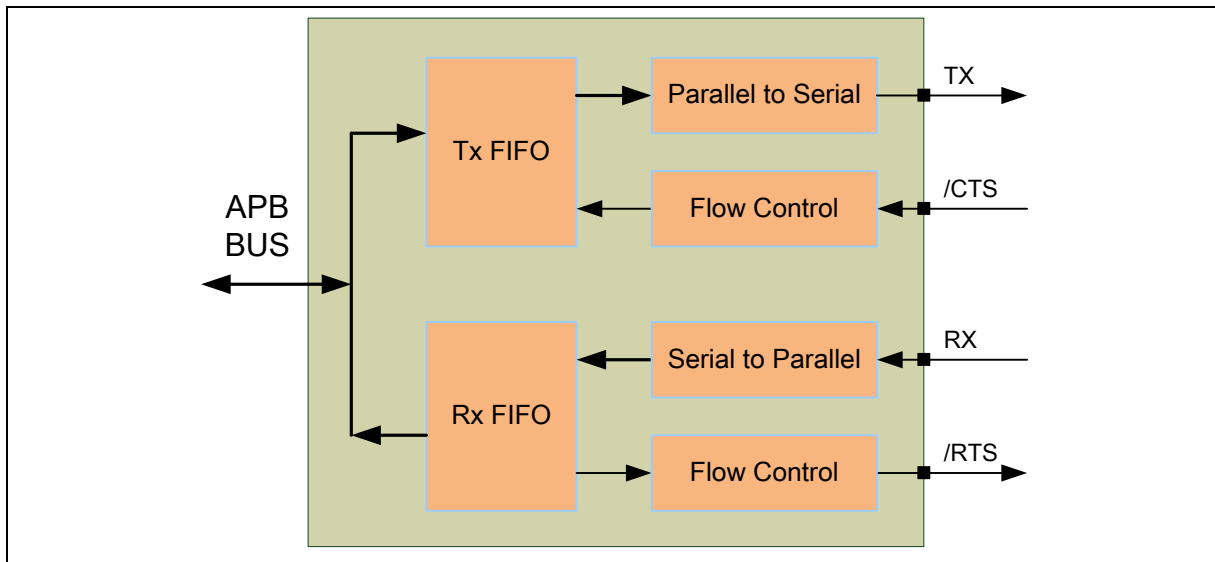 APB
BUS
Tx FIFO
Parallel to Serial
TX
Flow Control
/CTS
Rx FIFO
Serial to Parallel
RX
Flow Control
/RTS